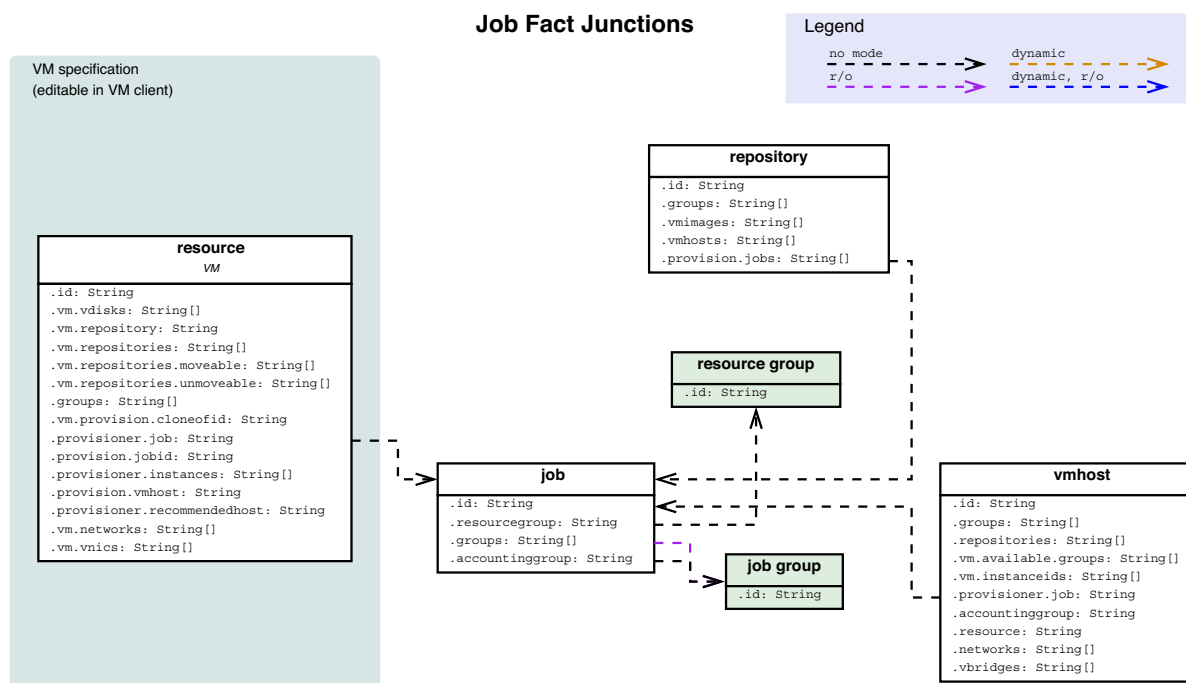 Job Fact Junctions
Legend
no mode
dynamic
r/o
dynamic, r/o
VM specification
(editable in VM client)
repository
.id: String
.groups: String[]
.vmimages: String[]
.vmhosts: String[]
.provision.jobs: String[]
resource
VM
.id: String
.vm.vdisks: String[]
.vm.repository: String
.vm.repositories: String[]
.vm.repositories.moveable: String[]
.vm.repositories.unmoveable: String[]
.groups: String[]
.vm.provision.cloneofid: String
.provisioner.job: String
.provision.jobid: String
.provisioner.instances: String[]
.provision.vmhost: String
.provisioner.recommendedhost: String
.vm.networks: String[]
.vm.vnics: String[]
resource group
.id: String
job
.id: String
.resourcegroup: String
.groups: String[]
.accountinggroup: String
job group
.id: String
vmhost
.id: String
.groups: String[]
.repositories: String[]
.vm.available.groups: String[]
.vm.instanceids: String[]
.provisioner.job: String
.accountinggroup: String
.resource: String
.networks: String[]
.vbridges: String[]